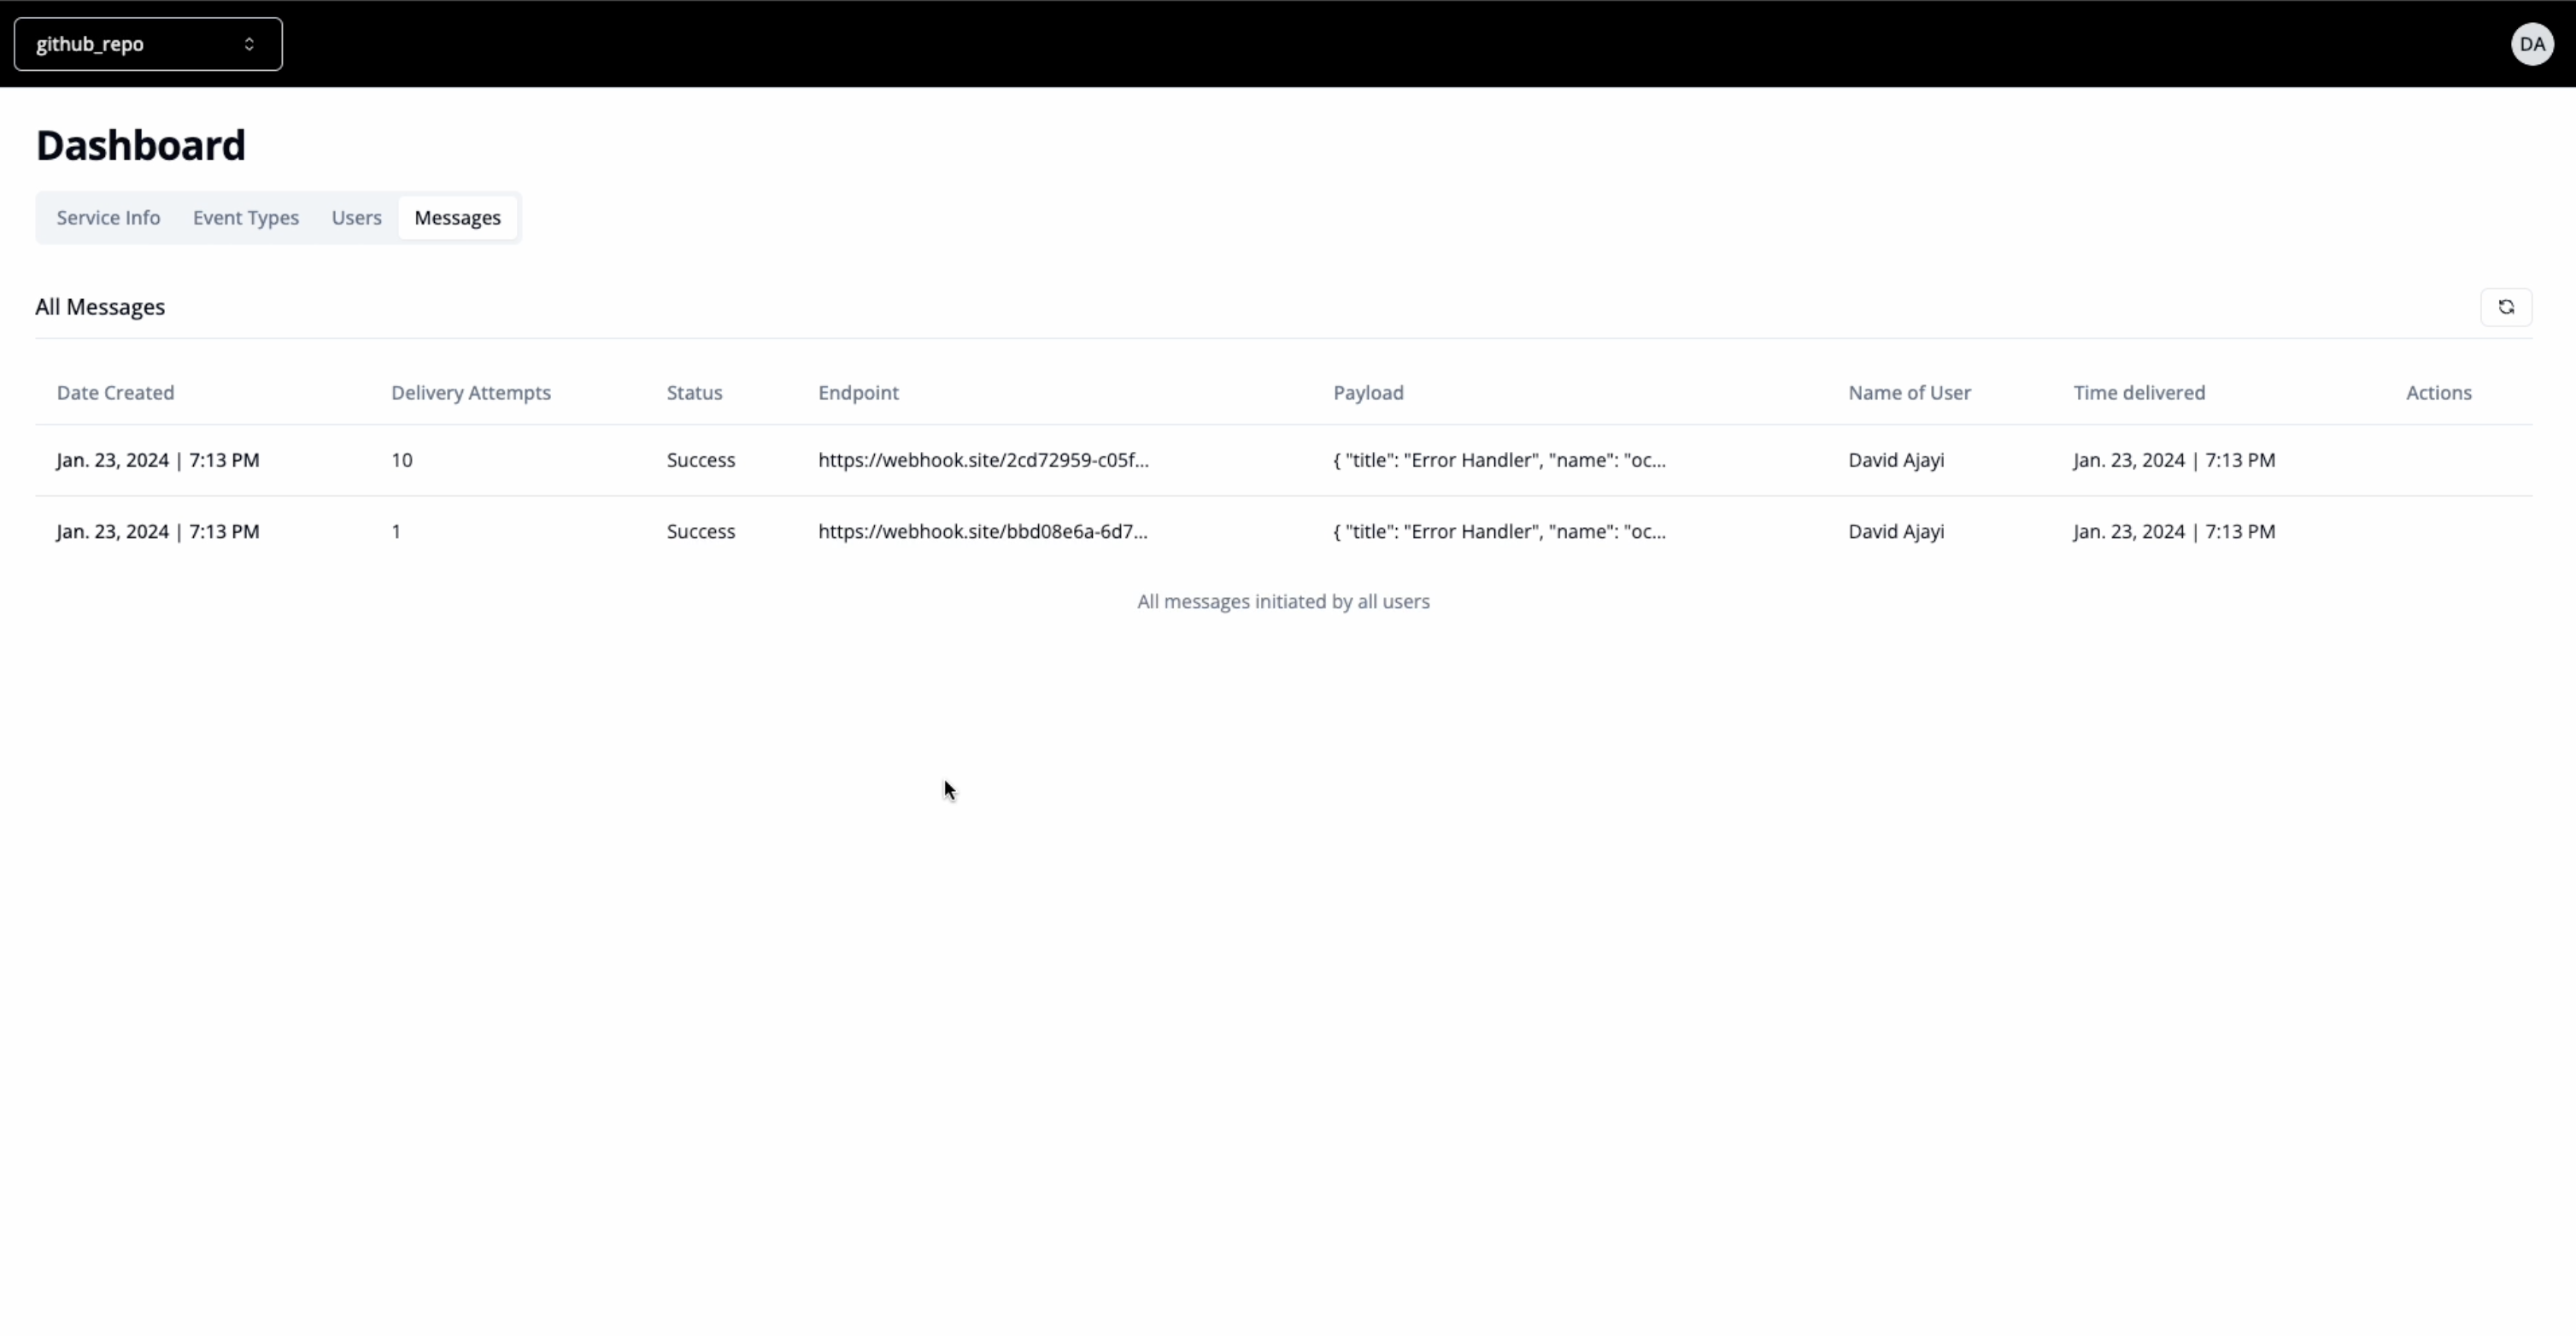 github_repo
DA
Dashboard
Service Info Event Types Users Messages
All Messages
Date Created Delivery Attempts Status Endpoint Payload Name of User Time delivered Actions
Jan. 23, 2024 | 7:13 PM 10 Success https://webhook.site/2cd72959-c05f... { "title": "Error Handler", "name": "oc... David Ajayi Jan. 23, 2024 | 7:13 PM
Jan. 23, 2024 | 7:13 PM 1 Success https://webhook.site/bbd08e6a-6d7... { "title": "Error Handler", "name": "oc... David Ajayi Jan. 23, 2024 | 7:13 PM
All messages initiated by all users